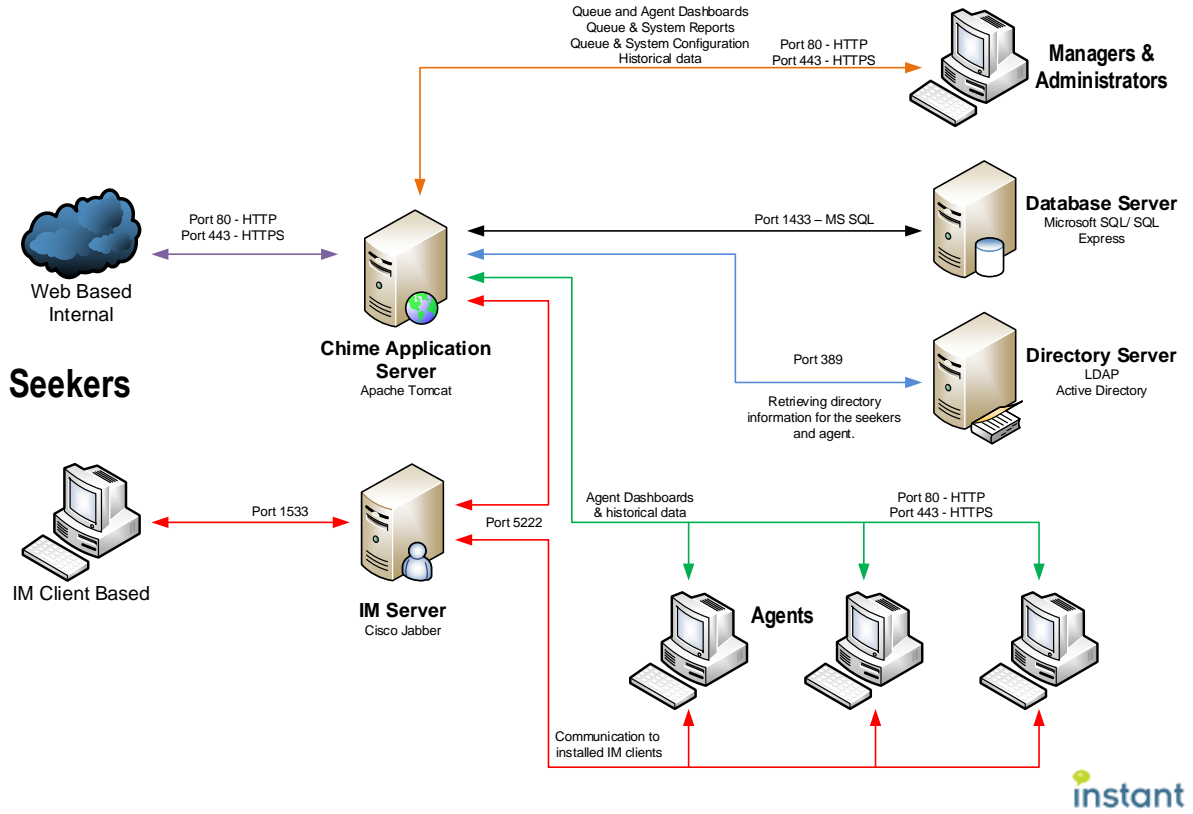 Queue and Agent Dashboards
Queue & System Reports
Queue & System Configuration
Historical data
Port 80 - HTTP
Port 443 - HTTPS
Managers &
Administrators
Port 80 - HTTP
Port 443 - HTTPS
Web Based
Internal
Port 1433 – MS SQL
Database Server
Microsoft SQL/ SQL
Express
Chime Application
Server
Apache Tomcat
Port 389
Directory Server
LDAP
Active Directory
Retrieving directory
information for the seekers
and agent.
Seekers
Port 1533
IM Client Based
Port 5222
IM Server
Cisco Jabber
Agent Dashboards
& historical data
Port 80 - HTTP
Port 443 - HTTPS
Agents
Communication to
installed IM clients
instant